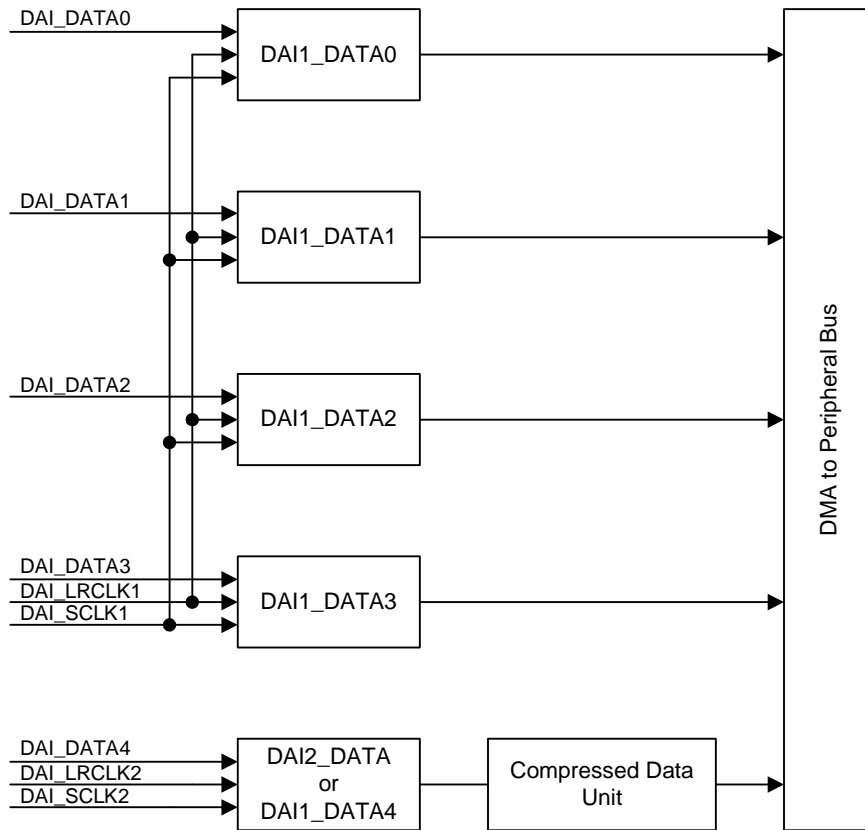 DAI_DATA0
DAI1_DATA0
DAI_DATA1
DAI1_DATA1
DAI_DATA2
DAI1_DATA2
DAI_DATA3
DAI_LRCLK1
DAI_SCLK1
DAI1_DATA3
DAI_DATA4
DAI_LRCLK2
DAI_SCLK2
DAI2_DATA
or
DAI1_DATA4
Compressed Data
Unit
DMA to Peripheral Bus